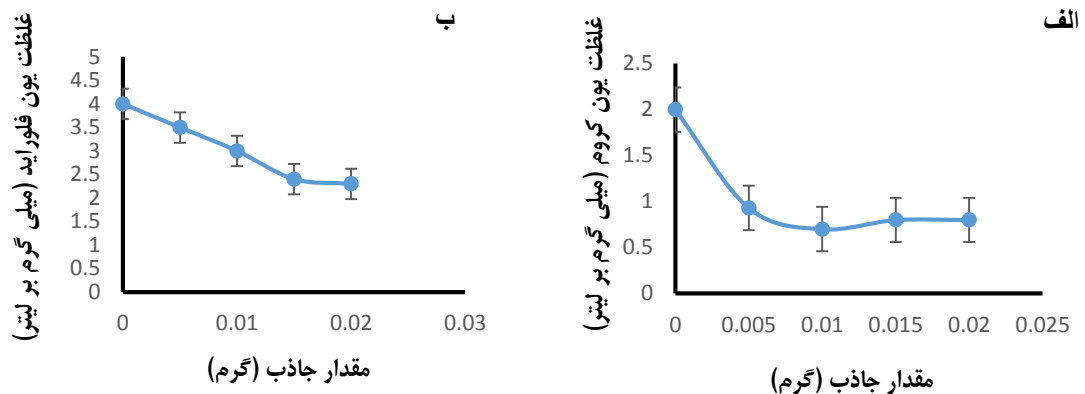 الف
غلظت یون کروم (میلی گرم بر لیتر)
2.5
2
1.5
1
0.5
0
0 0.005 0.01 0.015 0.02 0.025
مقدار جاذب (گرم)
ب
غلظت یون فلوراید (میلی گرم بر لیتر)
5
4.5
4
3.5
3
2.5
2
1.5
1
0.5
0
0 0.01 0.02 0.03
مقدار جاذب (گرم)